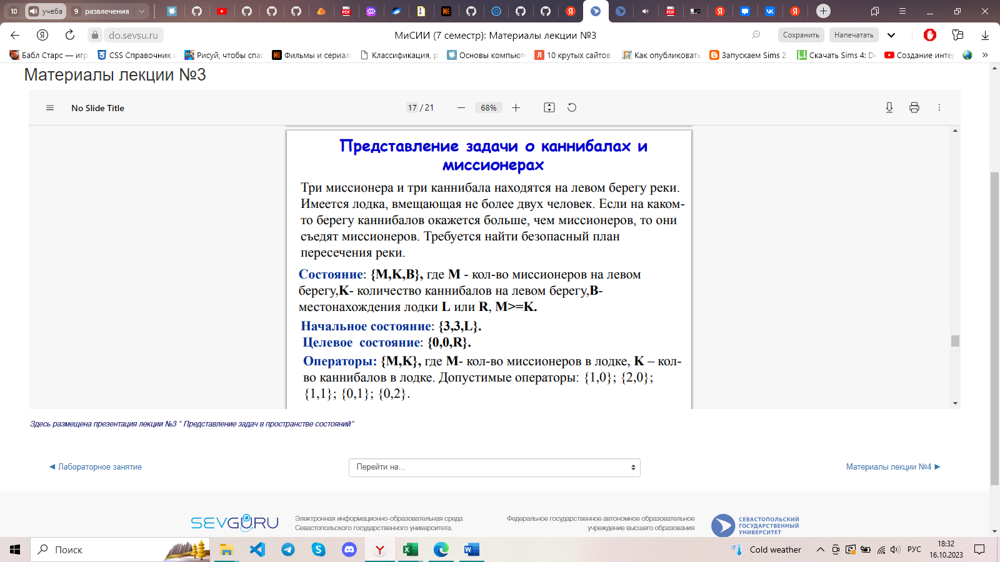 10 учеба 9 развлечения
do.sevsu.ru МиСИИ (7 семестр): Материалы лекции №3 Сохранить Напечатать
Бабл Старс — игр CSS Справочник Рисуй, чтобы спас Фильмы и сериал Классификация, р Основы компьют 10 крутых сайтов Как опубликовать Запускаем Sims 2 Скачать Sims 4: De Создание интер »
Материалы лекции №3
No Slide Title 17 / 21 68%
Представление задачи о каннибалах и
миссионерах
Три миссионера и три каннибала находятся на левом берегу реки.
Имеется лодка, вмещающая не более двух человек. Если на каком-
то берегу каннибалов окажется больше, чем миссионеров, то они
съедят миссионеров. Требуется найти безопасный план
пересечения реки.
Состояние: {M,K,B}, где M - кол-во миссионеров на левом
берегу,K- количество каннибалов на левом берегу,B-
местонахождения лодки L или R, M>=K.
Начальное состояние: {3,3,L}.
Целевое состояние: {0,0,R}.
Операторы: {M,K}, где M- кол-во миссионеров в лодке, K – кол-
во каннибалов в лодке. Допустимые операторы: {1,0}; {2,0};
{1,1}; {0,1}; {0,2}.
Здесь размещена презентация лекции №3 " Представление задач в пространстве состояний"
◄ Лабораторное занятие
Перейти на...
Материалы лекции №4 ►
SEVGU.RU
Электронная информационно-образовательная среда
Севастопольского государственного университета.
Федеральное государственное автономное образовательное
учреждение высшего образования
СЕВАСТОПОЛЬСКИЙ
ГОСУДАРСТВЕННЫЙ
УНИВЕРСИТЕТ
Поиск
Cold weather
РУС
18:32
16.10.2023